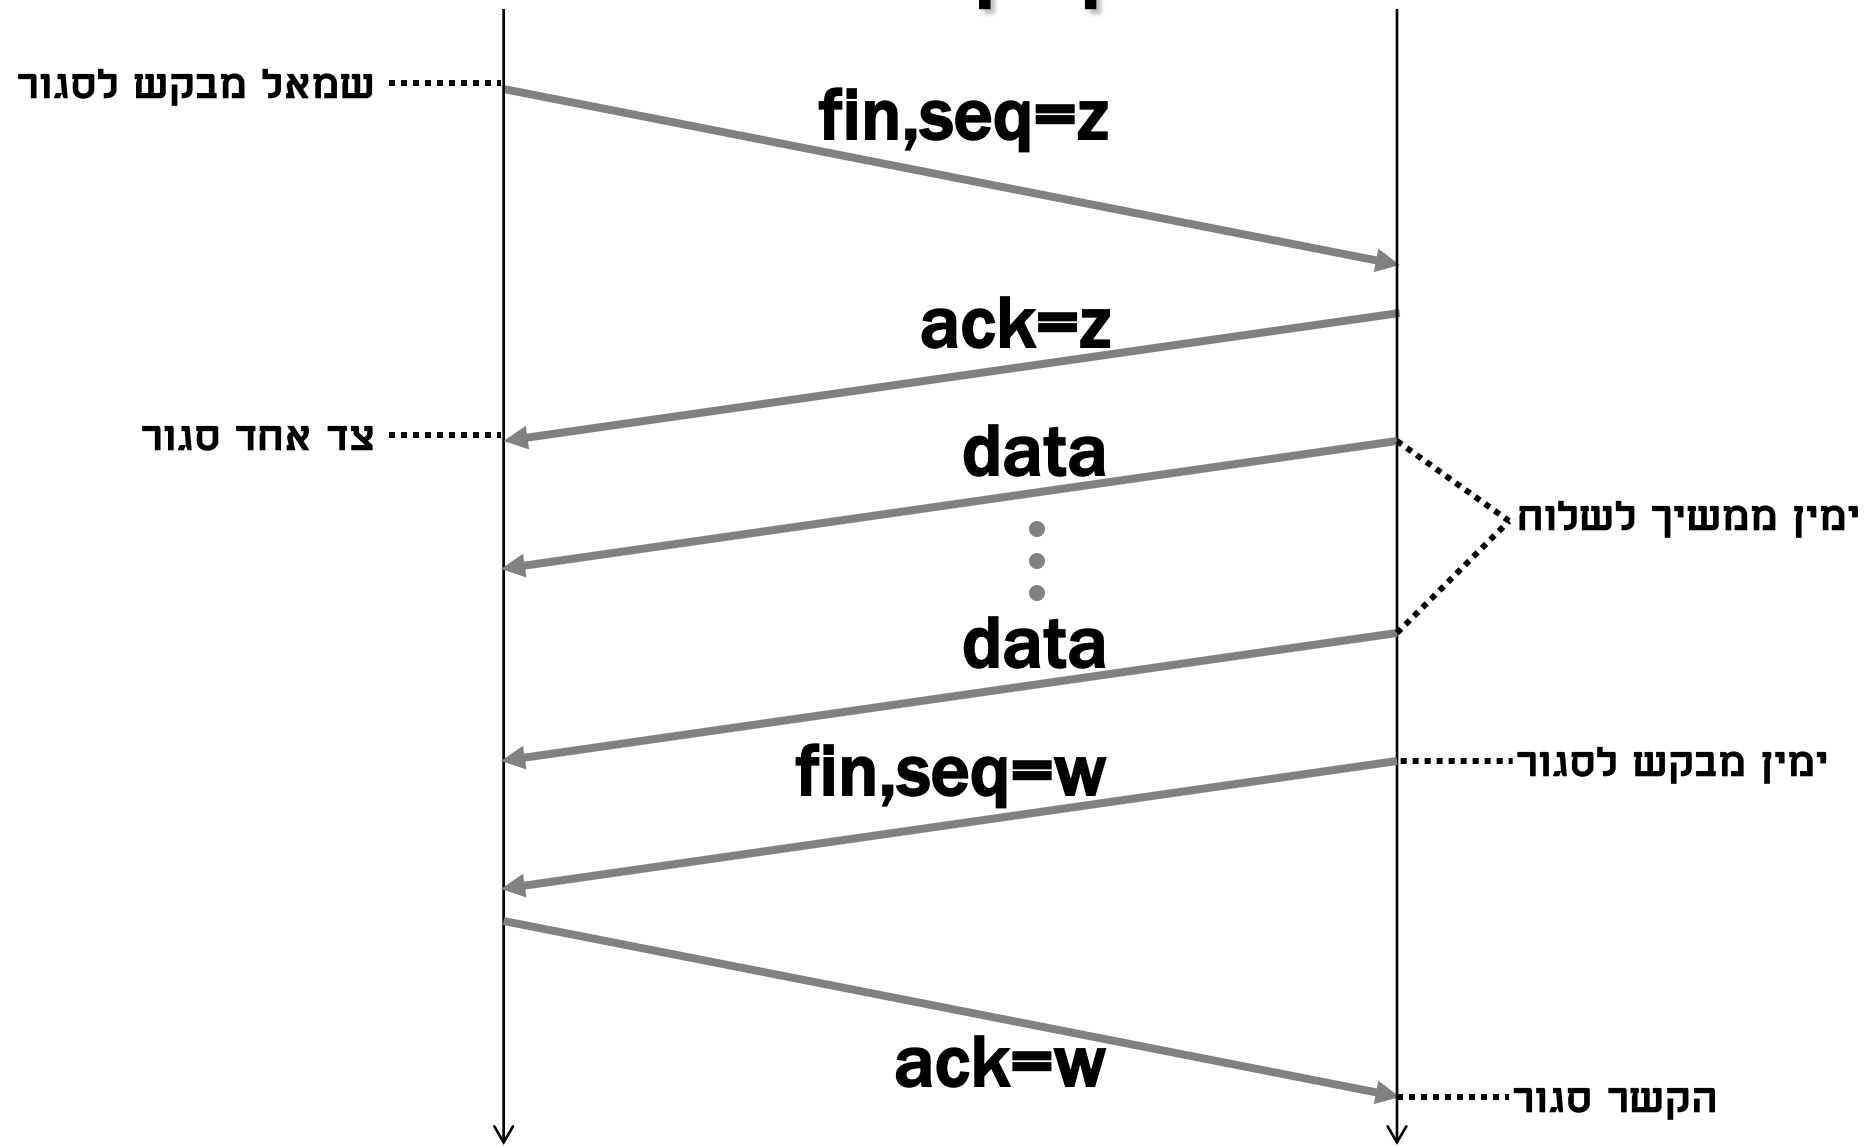 שמאל מבקש לסגור
fin,seq=z
ack=z
צד אחד סגור
data
ימין ממשיך לשלוח
data
fin,seq=w
ימין מבקש לסגור
ack=w
הקשר סגור